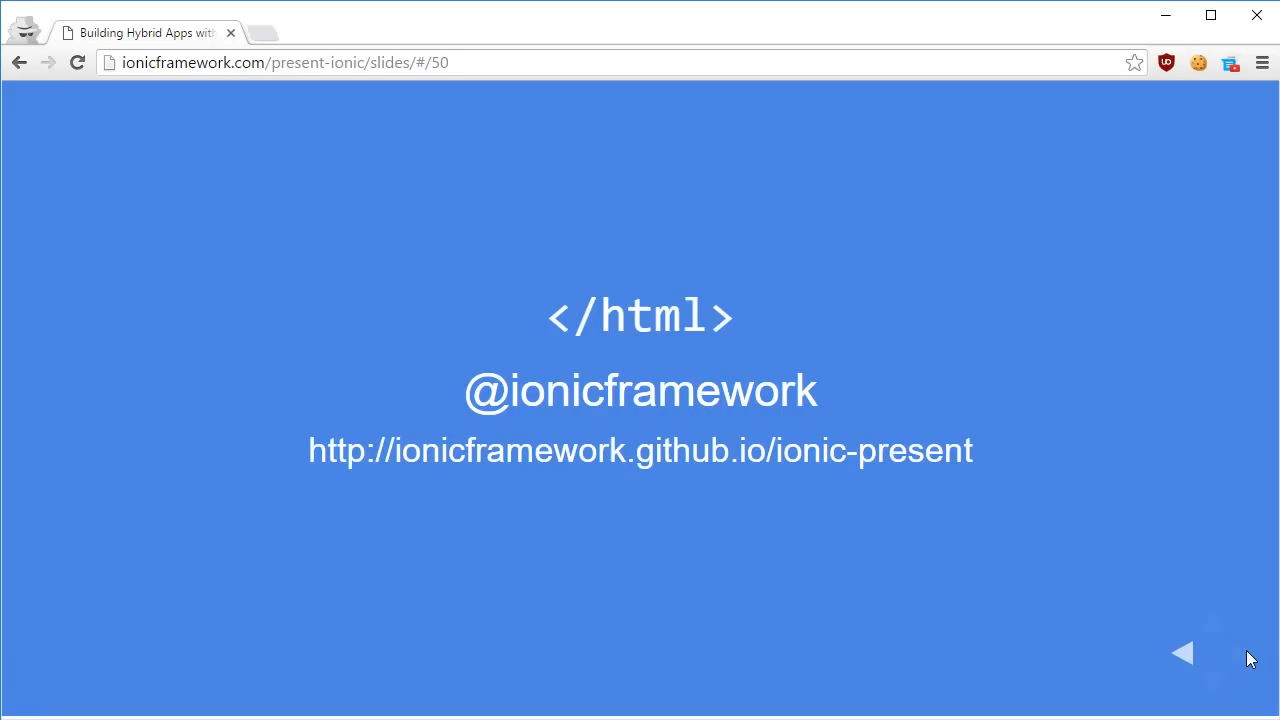 Building Hybrid Apps with
ionicframework.com/present-ionic/slides/#/50
</html>
@ionicframework
http://ionicframework.github.io/ionic-present